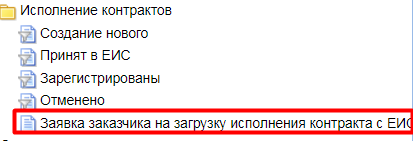 Исполнение контрактов
Создание нового
Принят в ЕИС
Зарегистрированы
Отменено
Заявка заказчика на загрузку исполнения контракта с ЕИС